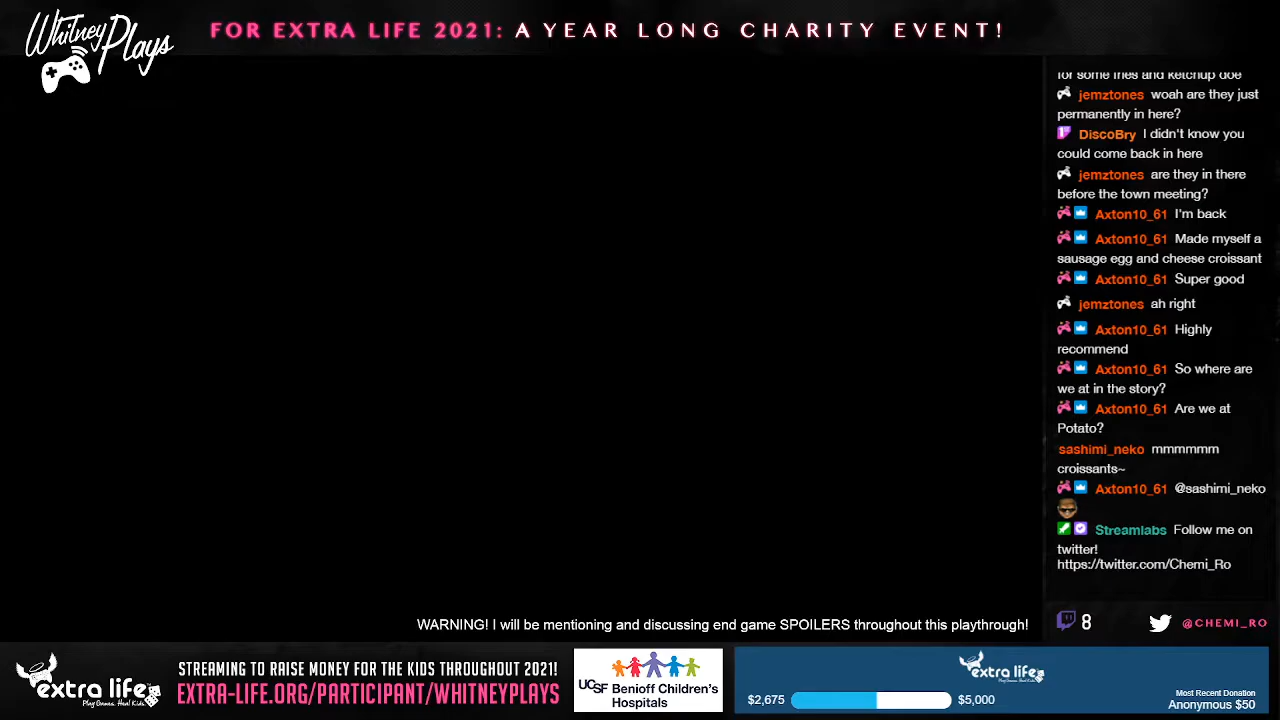 Whitney Plays
FOR EXTRA LIFE 2021: A YEAR LONG CHARITY EVENT!
for some fries and ketchup doe
jemztones woah are they just
permanently in here?
DiscoBry I didn't know you
could come back in here
jemztones are they in there
before the town meeting?
Axton10_61 I'm back
Axton10_61 Made myself a
sausage egg and cheese croissant
Axton10_61 Super good
jemztones ah right
Axton10_61 Highly
recommend
Axton10_61 So where are
we at in the story?
Axton10_61 Are we at
Potato?
sashimi_neko mmmmmm
croissants~
Axton10_61 @sashimi_neko
Streamlabs Follow me on
twitter!
https://twitter.com/Chemi_Ro
WARNING! I will be mentioning and discussing end game SPOILERS throughout this playthrough!
8
@CHEMI_RO
extra life
Play Games. Heal Kids.
STREAMING TO RAISE MONEY FOR THE KIDS THROUGHOUT 2021!
EXTRA-LIFE.ORG/PARTICIPANT/WHITNEYPLAYS
UCSF Benioff Children's
Hospitals
extra life
$2,675
$5,000
Most Recent Donation
Anonymous $50